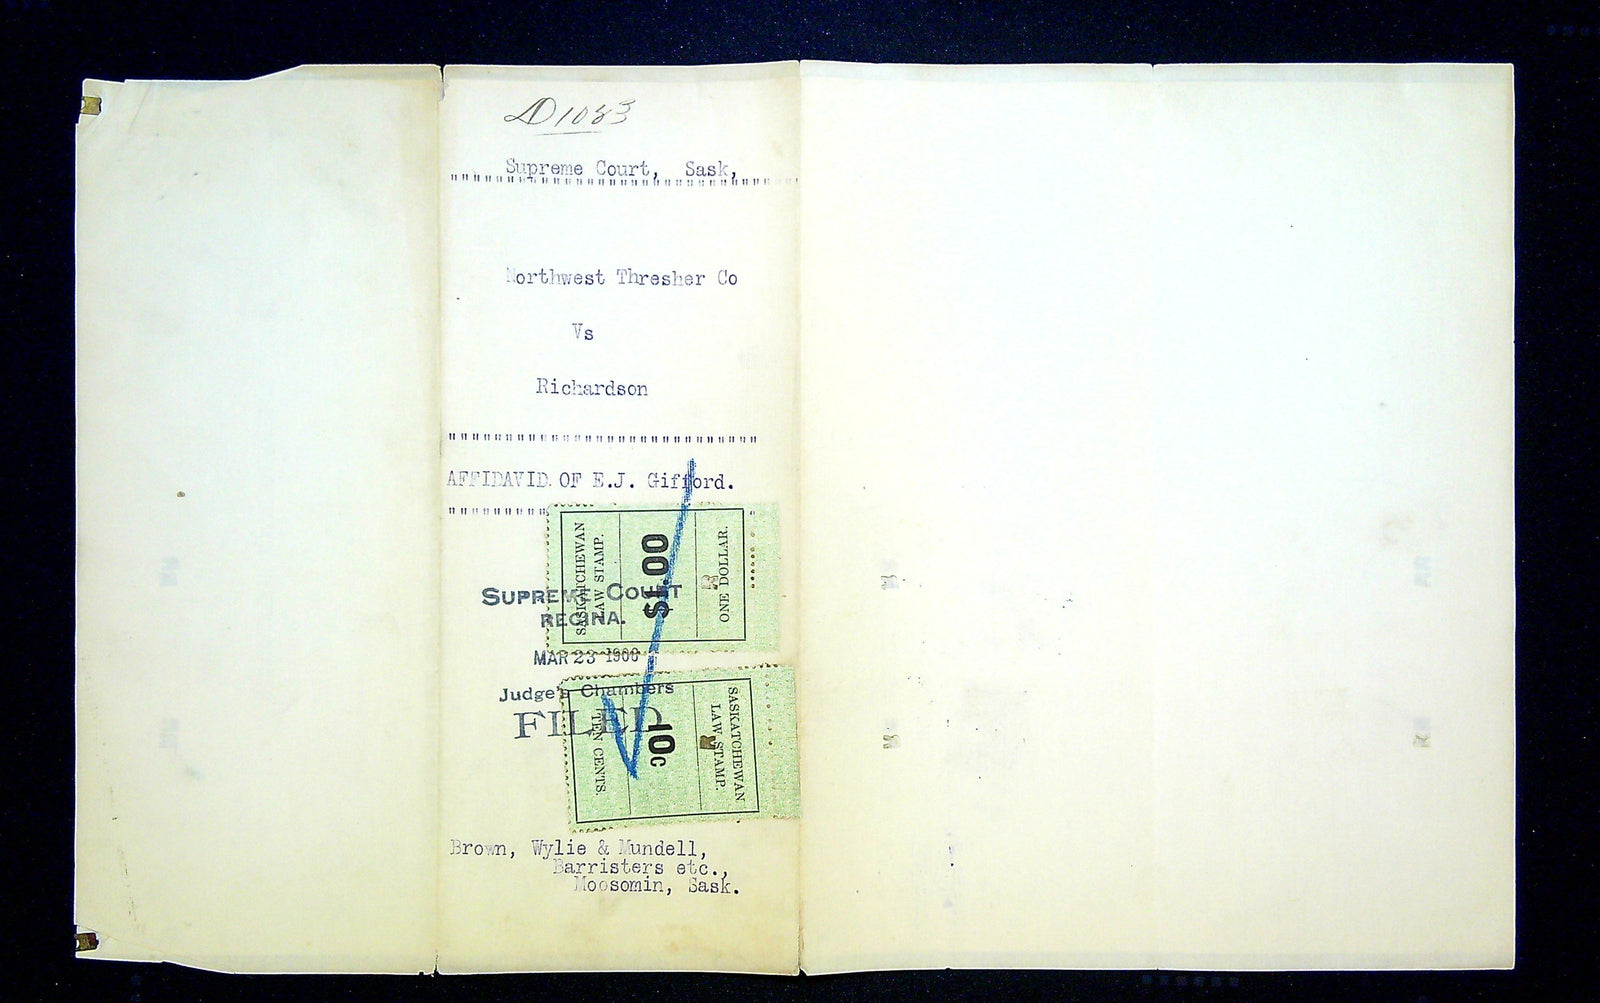 D1083
Supreme Court, Sask,
Northwest Thresher Co
Vs
Richardson
AFFIDAVID OF E.J. Gifford.
SASKATCHEWAN
LAW STAMP.
$1.00
ONE DOLLAR.
SUPREME COURT
REGINA.
MAR 23
Judge's Chambers
FILED
SASKATCHEWAN
LAW STAMP.
10c
TEN CENTS.
Brown, Wylie & Mundell,
Barristers etc.,
Moosomin, Sask.